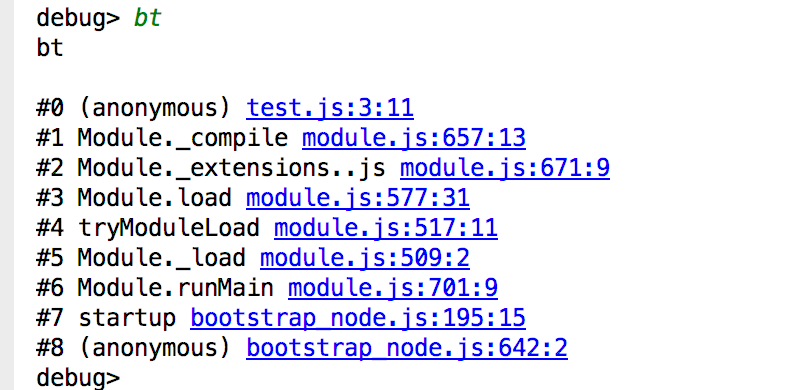 debug> bt
bt
#0 (anonymous) test.js:3:11
#1 Module._compile module.js:657:13
#2 Module._extensions..js module.js:671:9
#3 Module.load module.js:577:31
#4 tryModuleLoad module.js:517:11
#5 Module._load module.js:509:2
#6 Module.runMain module.js:701:9
#7 startup bootstrap_node.js:195:15
#8 (anonymous) bootstrap_node.js:642:2
debug>